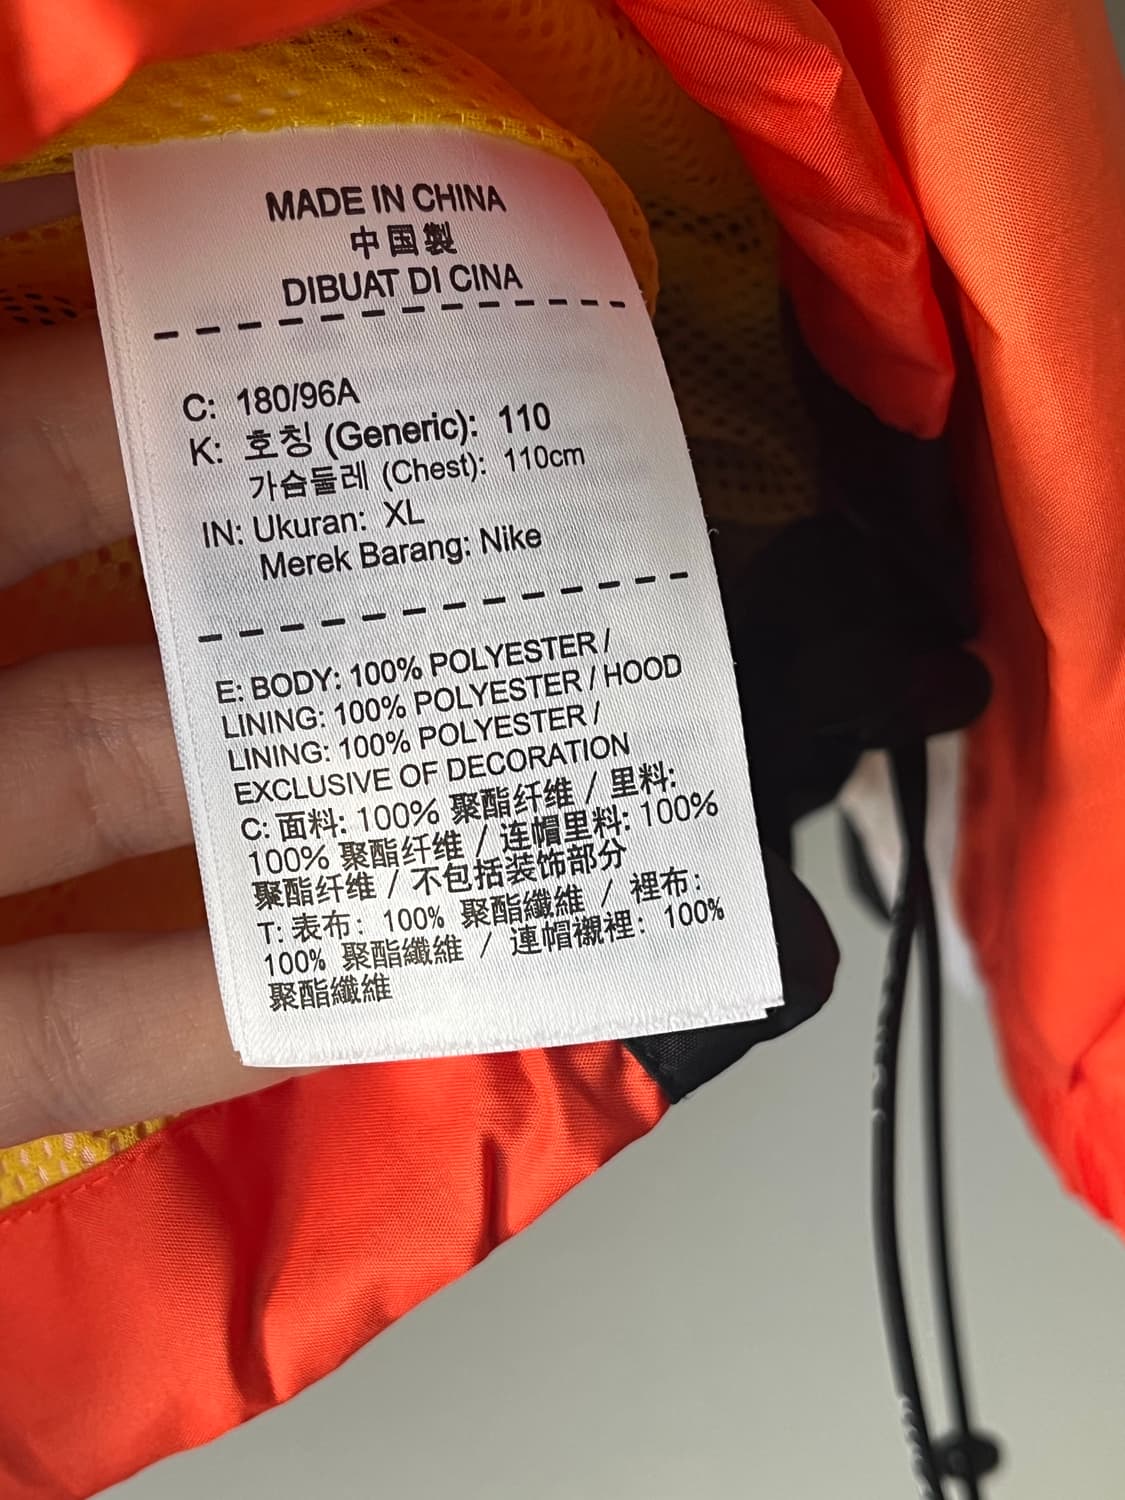 MADE IN CHINA
中国製
DIBUAT DI CINA
C: 180/96A
K: 호칭 (Generic): 110
가슴둘레 (Chest): 110cm
IN: Ukuran: XL
Merek Barang: Nike
E: BODY: 100% POLYESTER /
LINING: 100% POLYESTER / HOOD
LINING: 100% POLYESTER /
EXCLUSIVE OF DECORATION
C: 面料: 100% 聚酯纤维 / 里料:
100% 聚酯纤维 / 连帽里料: 100%
聚酯纤维 / 不包括装饰部分
T: 表布: 100% 聚酯纖維 / 裡布:
100% 聚酯纖維 / 連帽襯裡: 100%
聚酯纖維